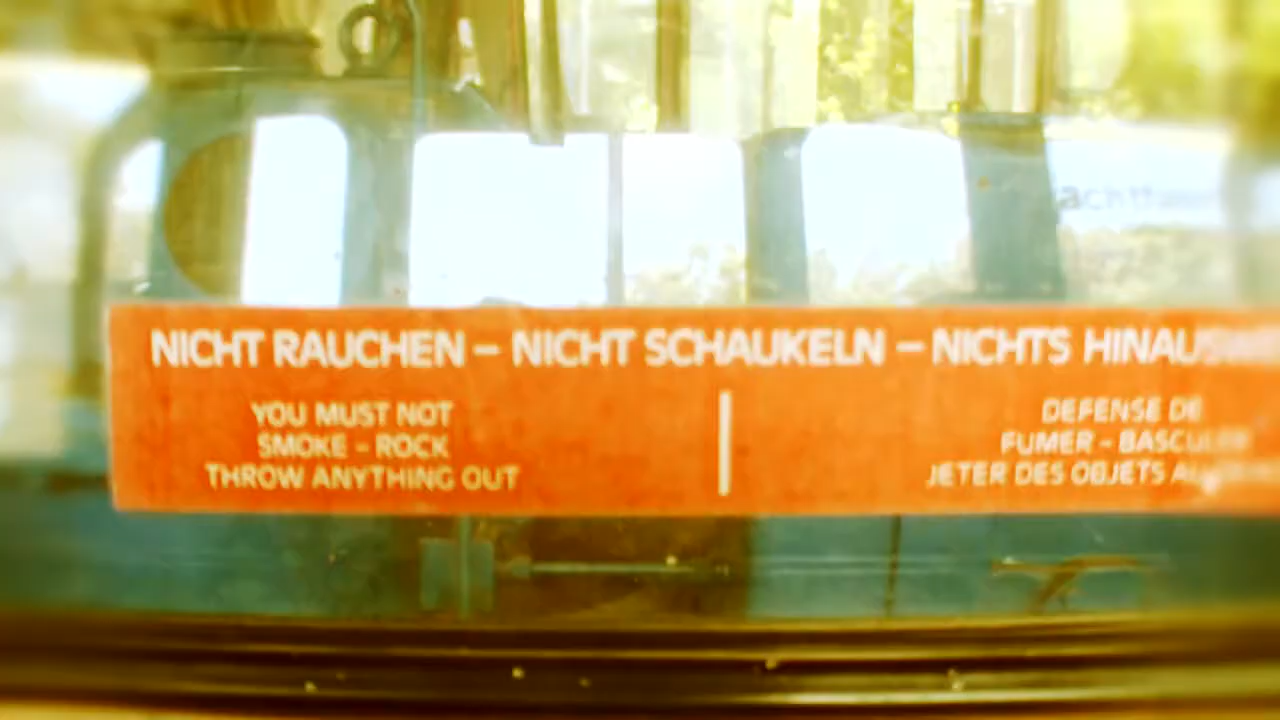 NICHT RAUCHEN – NICHT SCHAUKELN – NICHTS
YOU MUST NOT
SMOKE – ROCK
THROW ANYTHING OUT
DEFENSE DE
FUMER – BASCULER
JETER DES OBJETS